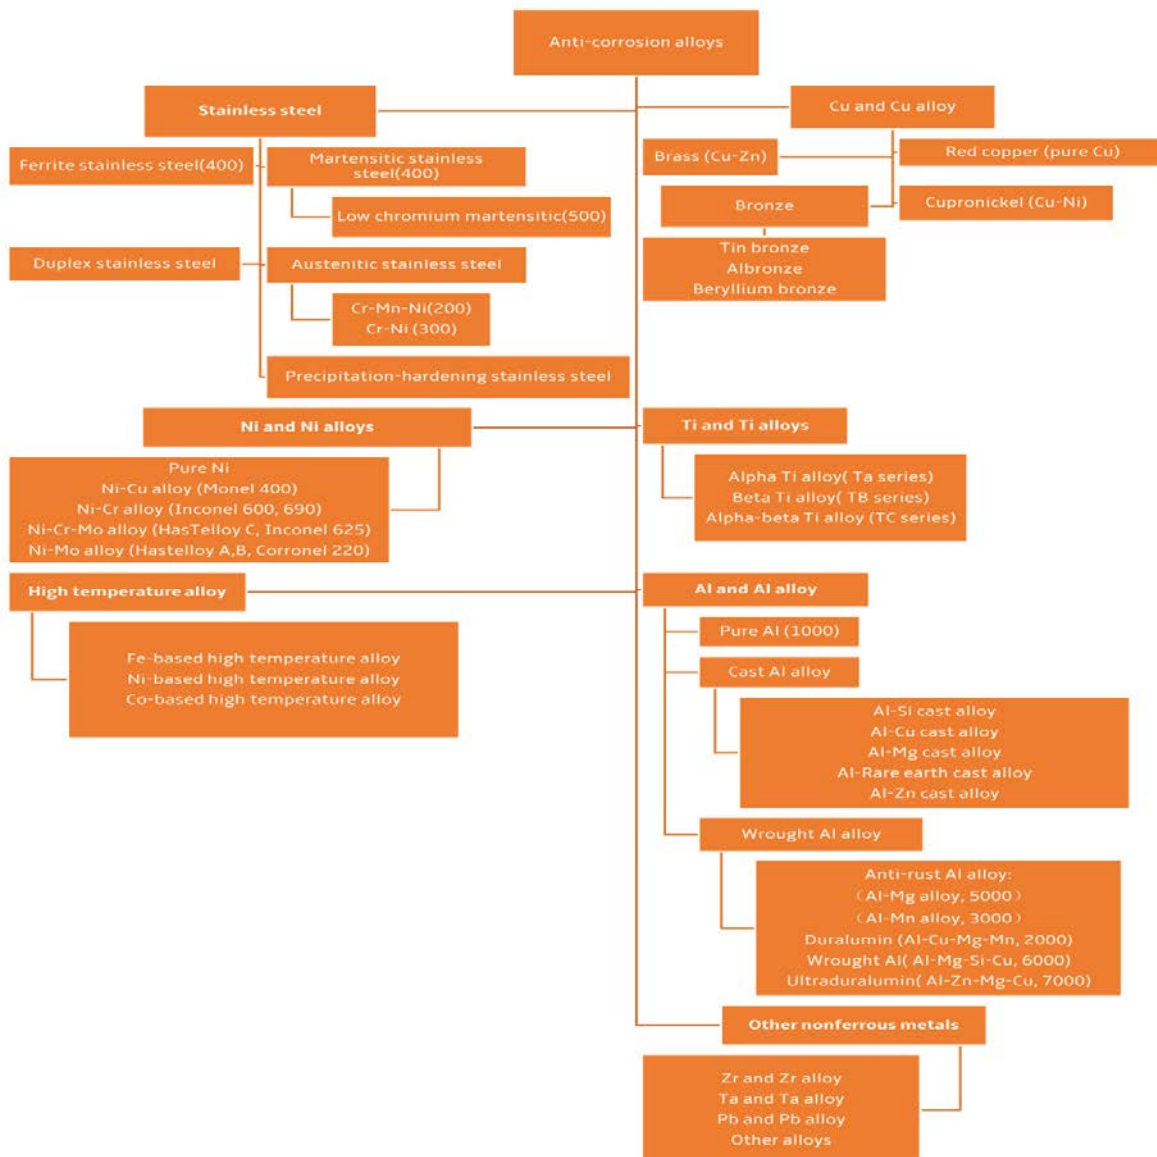 Anti-corrosion alloys
Stainless steel
Ferrite stainless steel(400)
Martensitic stainless
steel(400)
Low chromium martensitic(500)
Duplex stainless steel
Austenitic stainless steel
Cr-Mn-Ni(200)
Cr-Ni (300)
Precipitation-hardening stainless steel
Cu and Cu alloy
Brass (Cu-Zn)
Red copper (pure Cu)
Bronze
Cupronickel (Cu-Ni)
Tin bronze
Albronze
Beryllium bronze
Ni and Ni alloys
Pure Ni
Ni-Cu alloy (Monel 400)
Ni-Cr alloy (Inconel 600, 690)
Ni-Cr-Mo alloy (HasTelloy C, Inconel 625)
Ni-Mo alloy (Hastelloy A,B, Corronel 220)
Ti and Ti alloys
Alpha Ti alloy( Ta series)
Beta Ti alloy( TB series)
Alpha-beta Ti alloy (TC series)
High temperature alloy
Fe-based high temperature alloy
Ni-based high temperature alloy
Co-based high temperature alloy
Al and Al alloy
Pure Al (1000)
Cast Al alloy
Al-Si cast alloy
Al-Cu cast alloy
Al-Mg cast alloy
Al-Rare earth cast alloy
Al-Zn cast alloy
Wrought Al alloy
Anti-rust Al alloy:
（Al-Mg alloy, 5000）
（Al-Mn alloy, 3000）
Duralumin (Al-Cu-Mg-Mn, 2000)
Wrought Al( Al-Mg-Si-Cu, 6000)
Ultraduralumin( Al-Zn-Mg-Cu, 7000)
Other nonferrous metals
Zr and Zr alloy
Ta and Ta alloy
Pb and Pb alloy
Other alloys